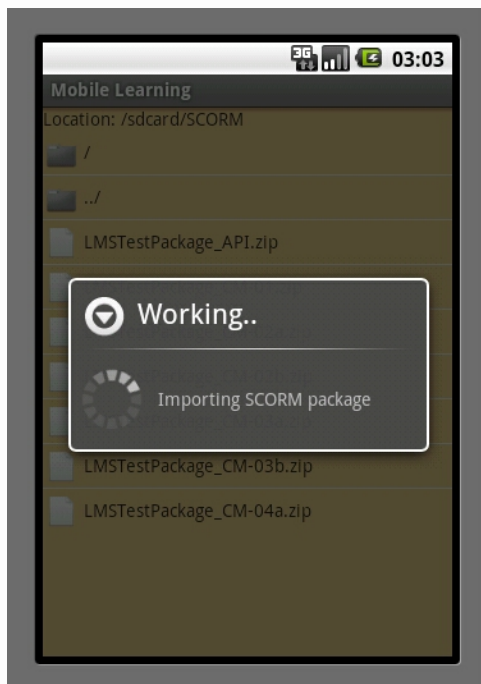 3G 03:03
Mobile Learning
Location: /sdcard/SCORM
/
../
LMSTestPackage_API.zip
Working..
Importing SCORM package
LMSTestPackage_CM-03b.zip
LMSTestPackage_CM-04a.zip